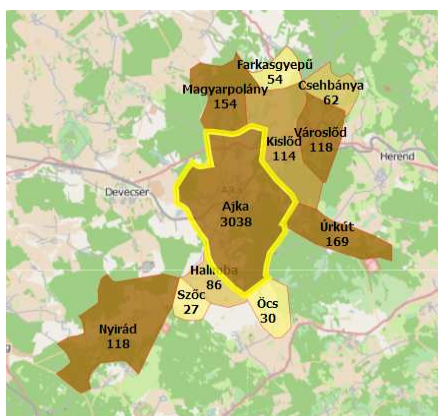 Farkasgyepű
54
Magyarpolány
154
Csehbánya
62
Kislőd
114
Városlőd
118
Herend
Devecser
Ajka
3038
Úrkút
169
Halimba
86
Szőc
27
Öcs
30
Nyirád
118